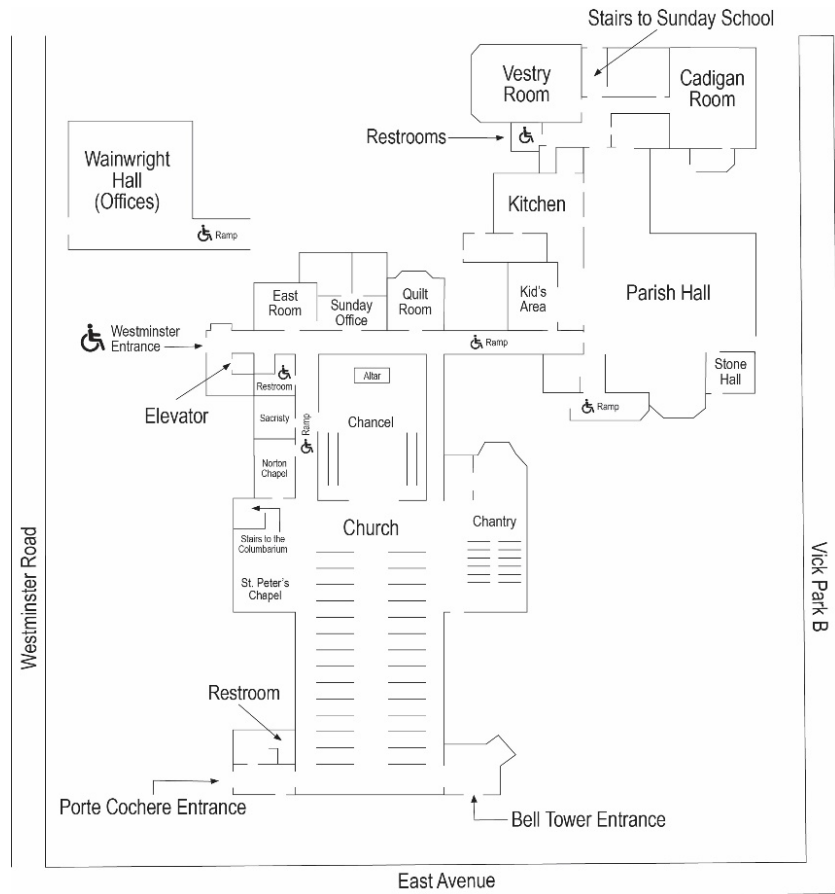 Stairs to Sunday School
Vestry
Room
Cadigan
Room
Restrooms
Wainwright
Hall
(Offices)
Ramp
Kitchen
East
Room
Sunday
Office
Quilt
Room
Kid's
Area
Parish Hall
Westminster
Entrance
Ramp
Stone
Hall
Restroom
Altar
Elevator
Ramp
Sacristy
Ramp
Chancel
Norton
Chapel
Church
Chantry
Stairs to the
Columbarium
St. Peter's
Chapel
Westminster Road
Vick Park B
Restroom
Porte Cochere Entrance
Bell Tower Entrance
East Avenue